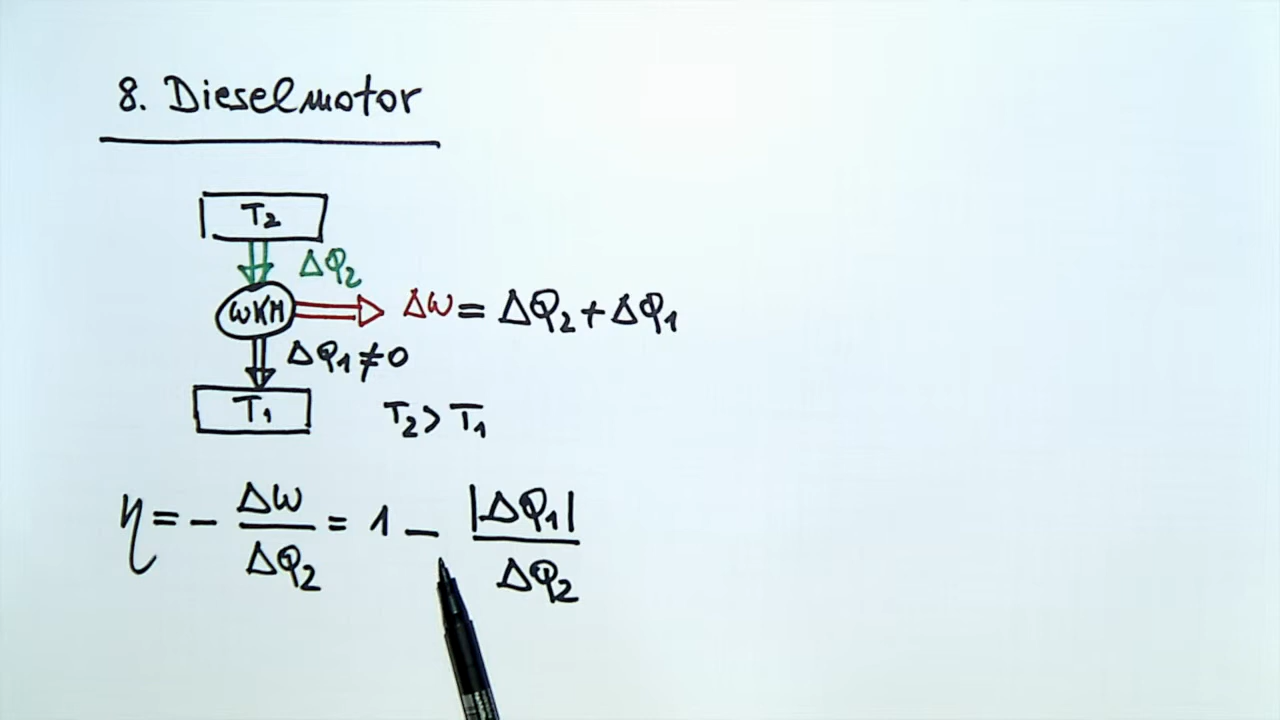 8. Dieselmotor
T₂
ΔQ₂
WKM
ΔW = ΔQ₂ + ΔQ₁
ΔQ₁ ≠ 0
T₁
T₂ > T₁
η = - ΔW/ΔQ₂ = 1 - |ΔQ₁|/ΔQ₂